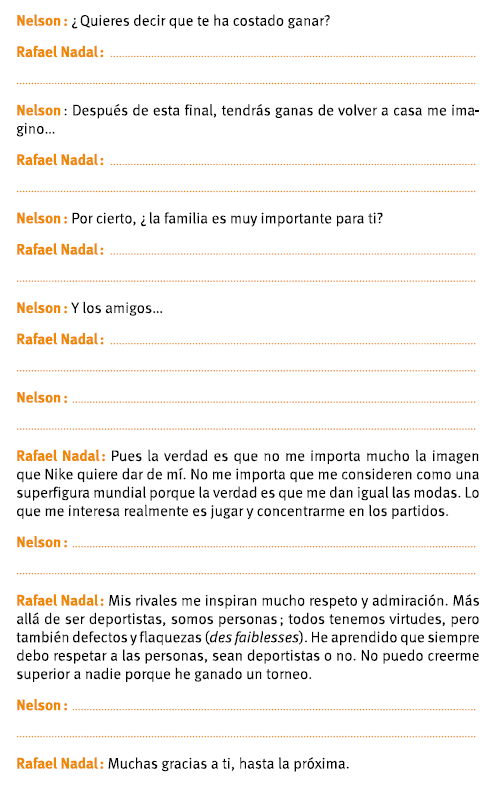 Nelson : ¿ Quieres decir que te ha costado ganar?
Rafael Nadal :
Nelson : Después de esta final, tendrás ganas de volver a casa me ima-
gino...
Rafael Nadal :
Nelson : Por cierto, ¿ la familia es muy importante para ti?
Rafael Nadal :
Nelson : Y los amigos...
Rafael Nadal :
Nelson :
Rafael Nadal : Pues la verdad es que no me importa mucho la imagen
que Nike quiere dar de mí. No me importa que me consideren como una
superfigura mundial porque la verdad es que me dan igual las modas. Lo
que me interesa realmente es jugar y concentrarme en los partidos.
Nelson :
Rafael Nadal : Mis rivales me inspiran mucho respeto y admiración. Más
allá de ser deportistas, somos personas ; todos tenemos virtudes, pero
también defectos y flaquezas (des faiblesses). He aprendido que siempre
debo respetar a las personas, sean deportistas o no. No puedo creerme
superior a nadie porque he ganado un torneo.
Nelson :
Rafael Nadal : Muchas gracias a ti, hasta la próxima.